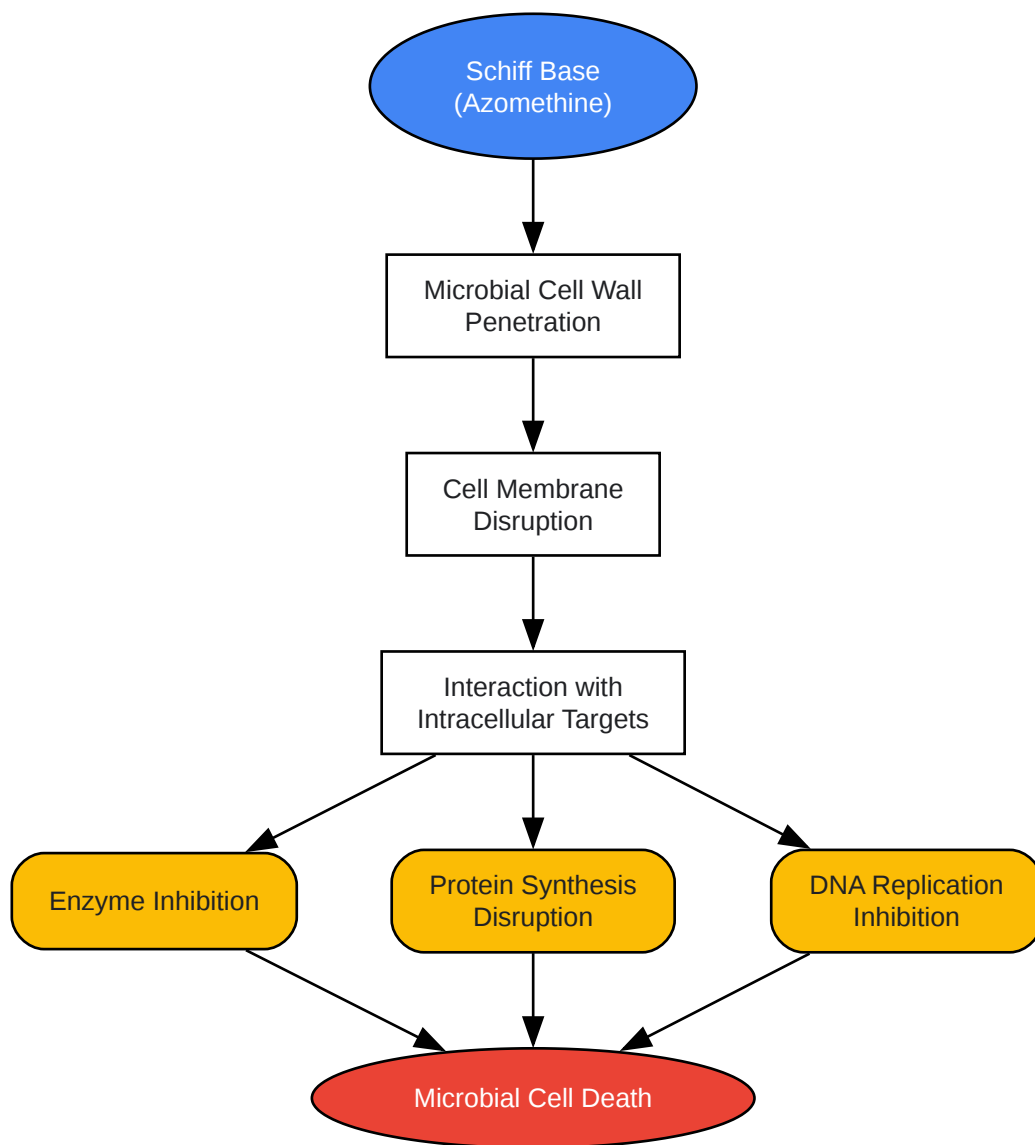 Schiff Base
(Azomethine)
Microbial Cell Wall
Penetration
Cell Membrane
Disruption
Interaction with
Intracellular Targets
Enzyme Inhibition
Protein Synthesis
Disruption
DNA Replication
Inhibition
Microbial Cell Death